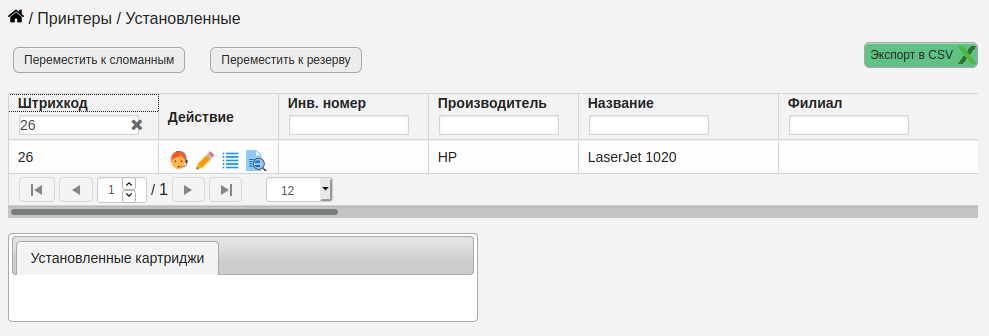 / Принтеры / Установленные
Переместить к сломанным Переместить к резерву Экспорт в CSV
Штрихкод Действие Инв. номер Производитель Название Филиал
26
26 HP LaserJet 1020
1 / 1 12
Установленные картриджи